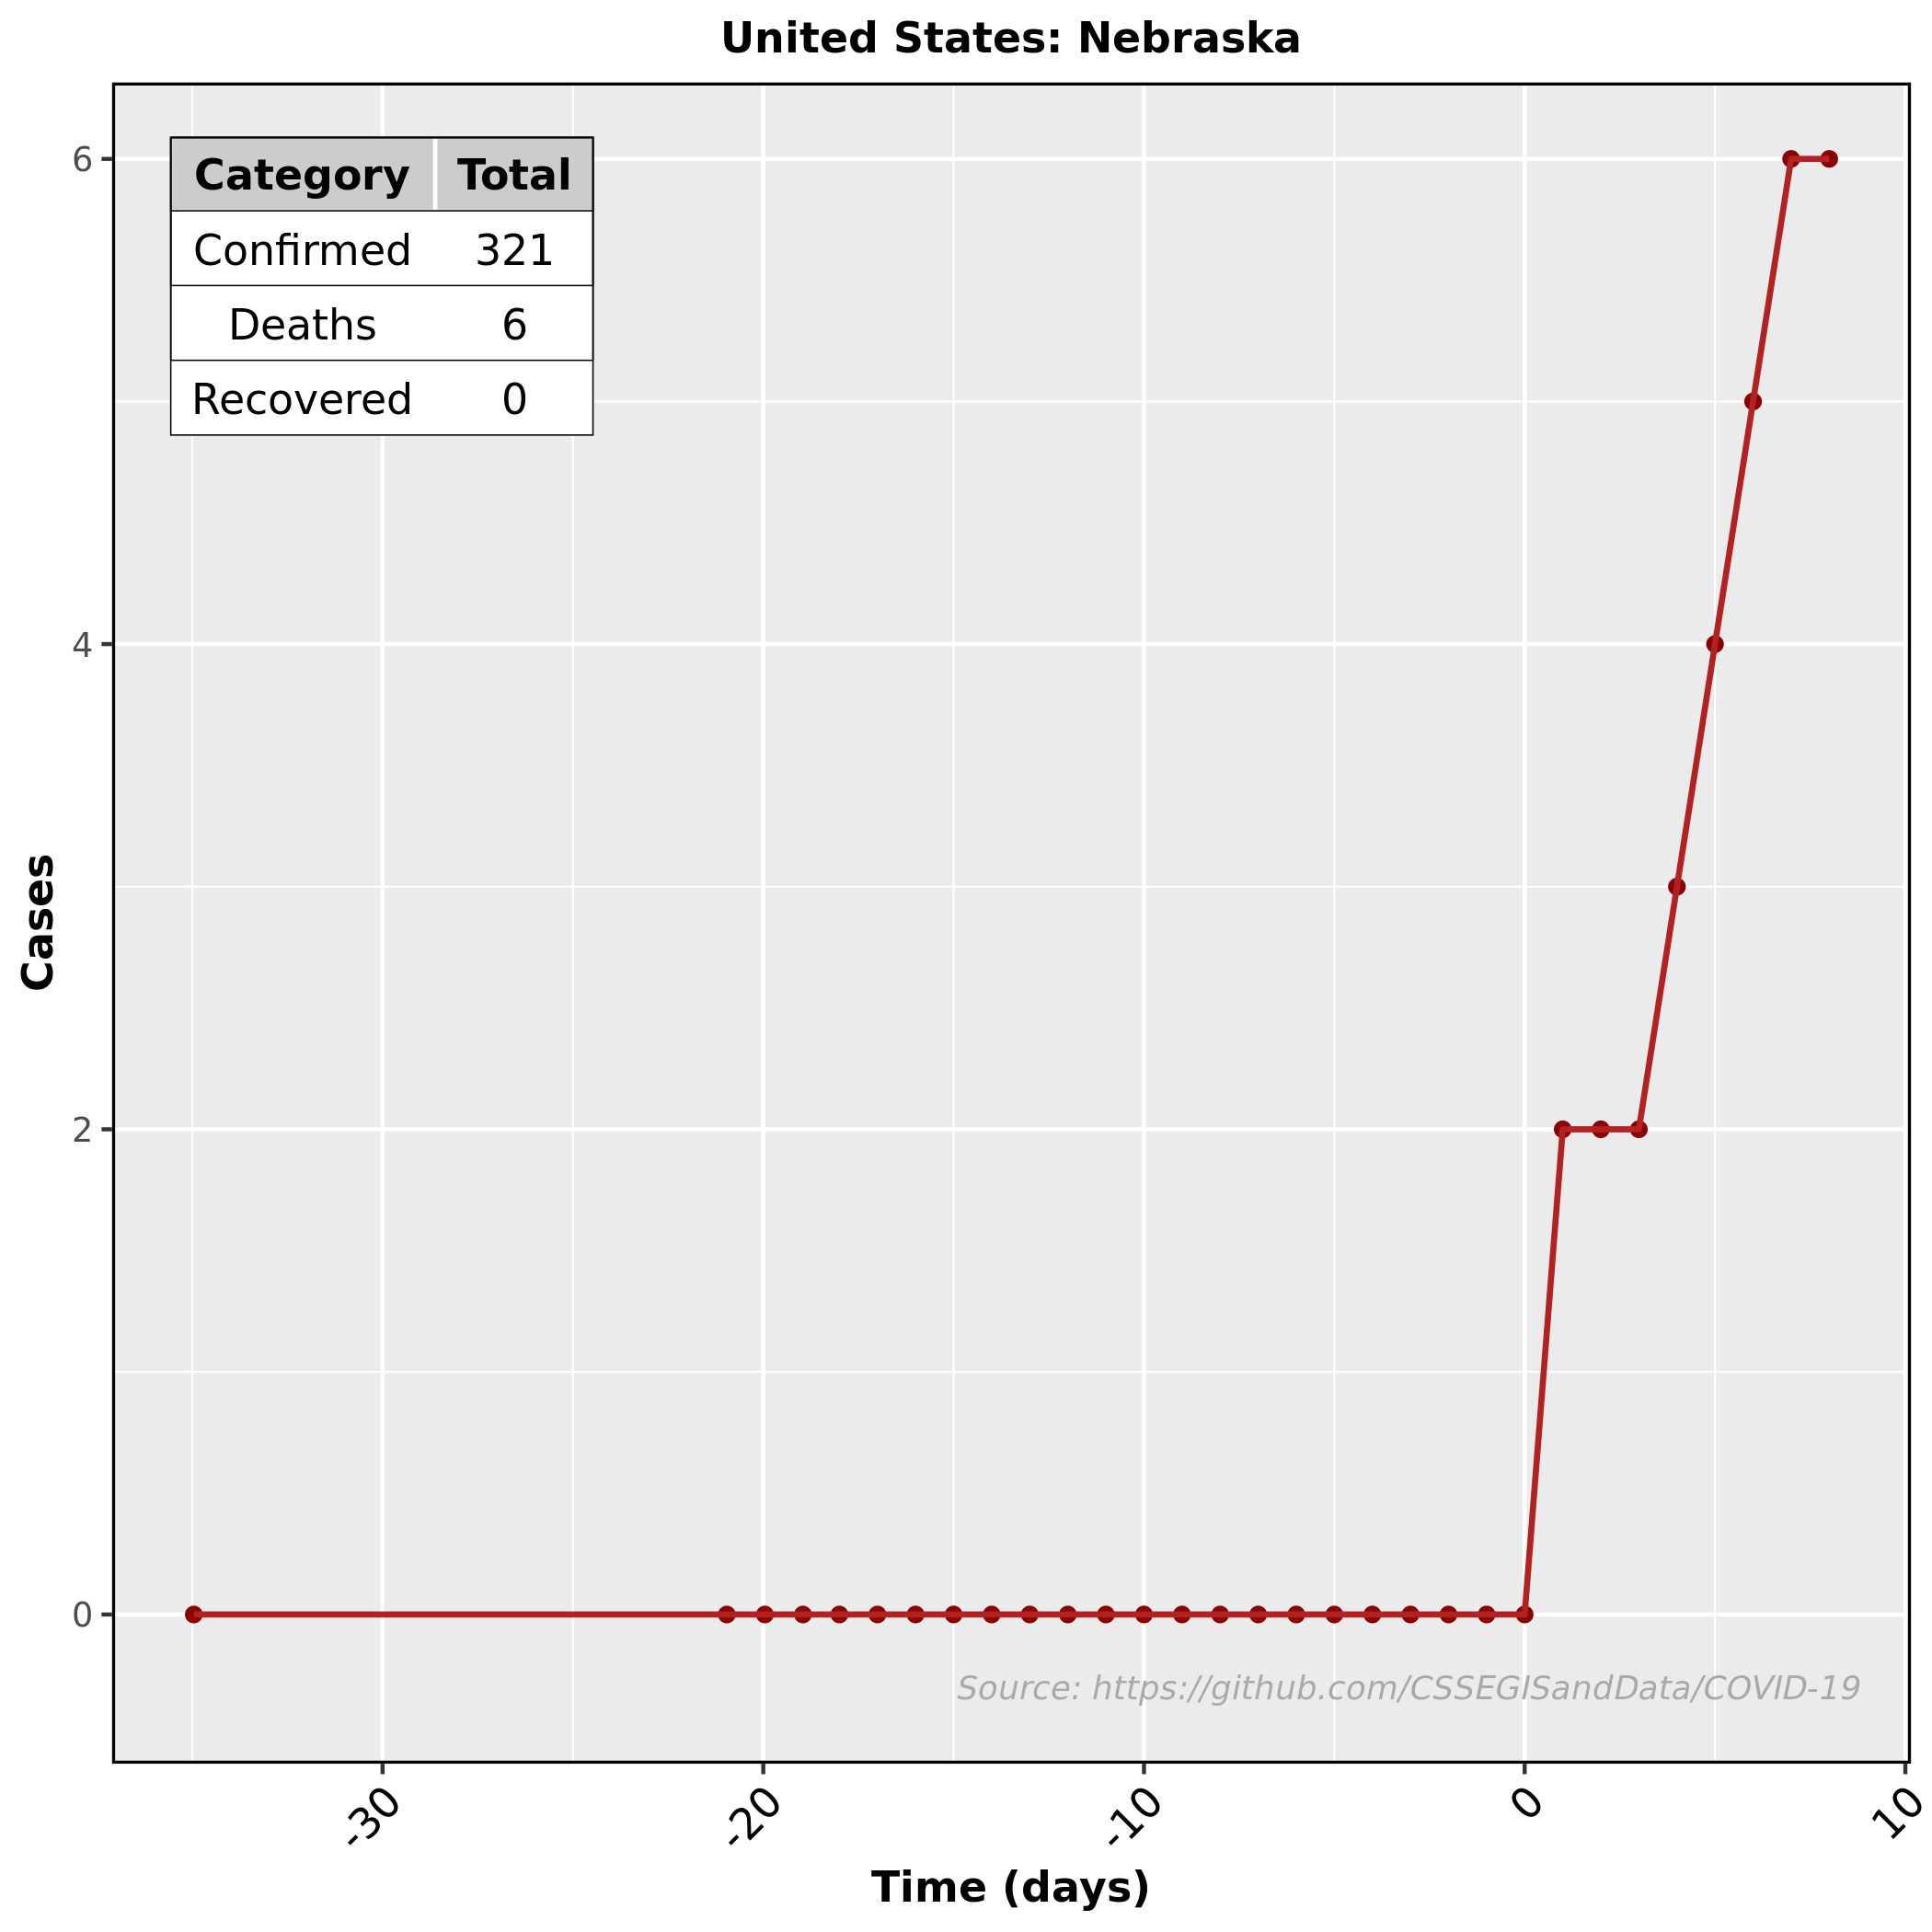 United States: Nebraska
Category Total
Confirmed 321
Deaths 6
Recovered 0
6
4
2
0
Cases
Source: https://github.com/CSSEGISandData/COVID-19
-30 -20 -10 0 10
Time (days)